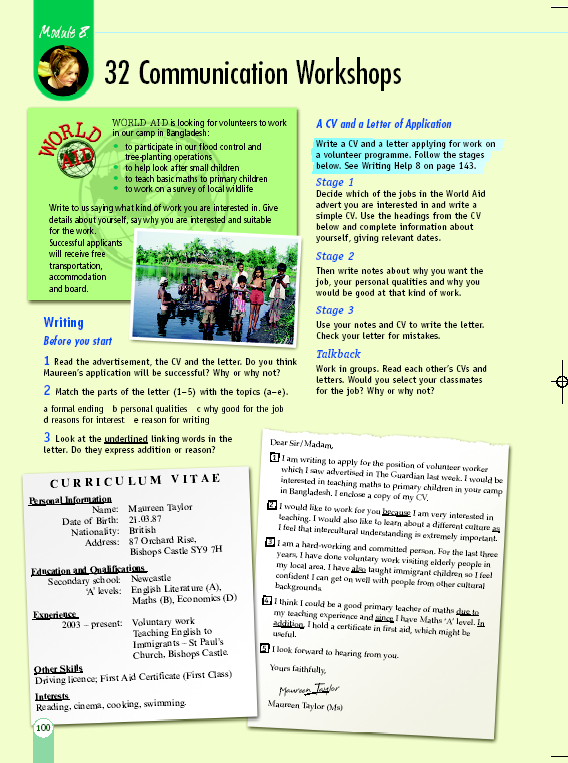 Module 8
32 Communication Workshops
WORLD AID
WORLD AID is looking for volunteers to work
in our camp in Bangladesh:
• to participate in our flood control and
tree-planting operations
• to help look after small children
• to teach basic maths to primary children
• to work on a survey of local wildlife
Write to us saying what kind of work you are interested in. Give
details about yourself, say why you are interested and suitable
for the work.
Successful applicants
will receive free
transportation,
accommodation
and board.
Writing
Before you start
1 Read the advertisement, the CV and the letter. Do you think
Maureen's application will be successful? Why or why not?
2 Match the parts of the letter (1–5) with the topics (a–e).
a formal ending b personal qualities c why good for the job
d reasons for interest e reason for writing
3 Look at the underlined linking words in the
letter. Do they express addition or reason?
A CV and a Letter of Application
Write a CV and a letter applying for work on
a volunteer programme. Follow the stages
below. See Writing Help 8 on page 143.
Stage 1
Decide which of the jobs in the World Aid
advert you are interested in and write a
simple CV. Use the headings from the CV
below and complete information about
yourself, giving relevant dates.
Stage 2
Then write notes about why you want the
job, your personal qualities and why you
would be good at that kind of work.
Stage 3
Use your notes and CV to write the letter.
Check your letter for mistakes.
Talkback
Work in groups. Read each other's CVs and
letters. Would you select your classmates
for the job? Why or why not?
CURRICULUM VITAE
Personal Information
Name: Maureen Taylor
Date of Birth: 21.03.87
Nationality: British
Address: 87 Orchard Rise,
Bishops Castle SY9 7H
Education and Qualifications
Secondary school: Newcastle
'A' levels: English Literature (A),
Maths (B), Economics (D)
Experience
2003 – present: Voluntary work
Teaching English to
Immigrants – St Paul's
Church, Bishops Castle.
Other Skills
Driving licence; First Aid Certificate (First Class)
Interests
Reading, cinema, cooking, swimming.
Dear Sir/Madam,
1 I am writing to apply for the position of volunteer worker
which I saw advertised in The Guardian last week. I would be
interested in teaching maths to primary children in your camp
in Bangladesh. I enclose a copy of my CV.
2 I would like to work for you because I am very interested in
teaching. I would also like to learn about a different culture as
I feel that intercultural understanding is extremely important.
3 I am a hard-working and committed person. For the last three
years, I have done voluntary work visiting elderly people in
my local area. I have also taught immigrant children so I feel
confident I can get on well with people from other cultural
backgrounds.
4 I think I could be a good primary teacher of maths due to
my teaching experience and since I have Maths 'A' level. In
addition, I hold a certificate in first aid, which might be
useful.
5 I look forward to hearing from you.
Yours faithfully,
Maureen Taylor
Maureen Taylor (Ms)
100